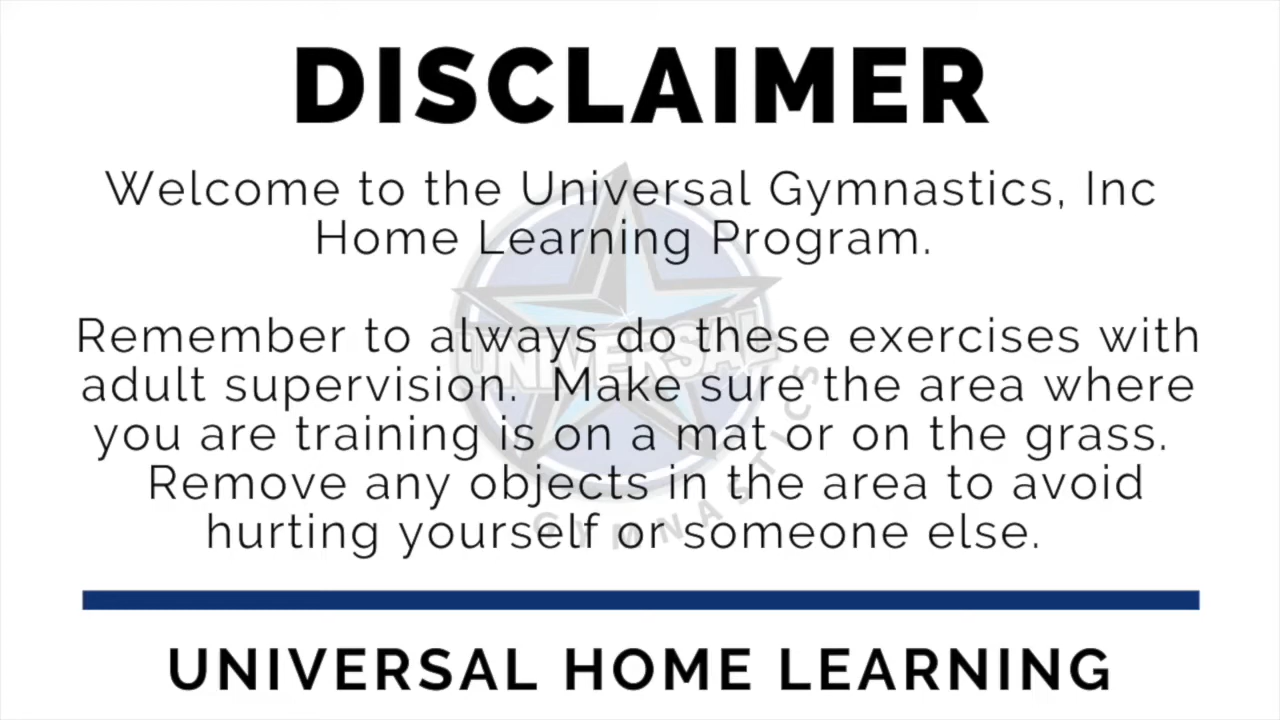 DISCLAIMER
Welcome to the Universal Gymnastics, Inc
Home Learning Program.
Remember to always do these exercises with
adult supervision. Make sure the area where
you are training is on a mat or on the grass.
Remove any objects in the area to avoid
hurting yourself or someone else.
UNIVERSAL
GYMNASTICS
UNIVERSAL HOME LEARNING